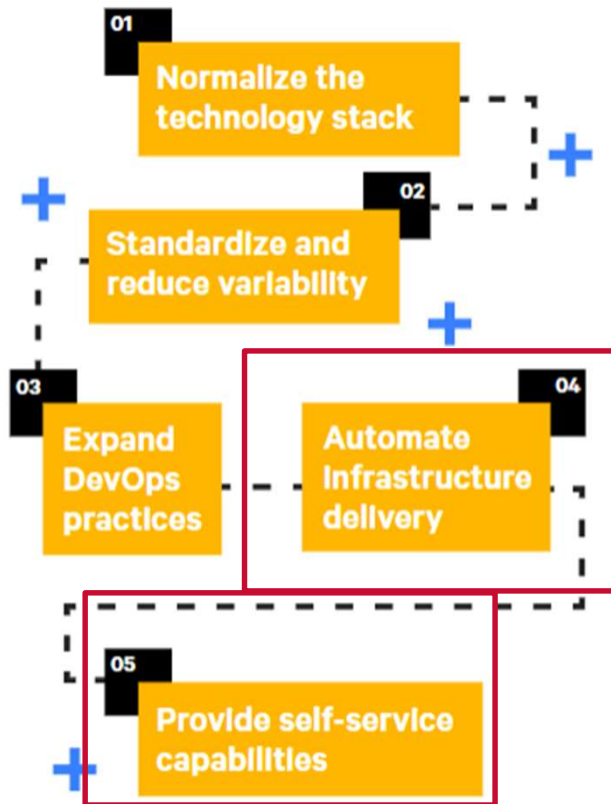 01
Normalize the
technology stack
02
Standardize and
reduce variability
03
Expand
DevOps
practices
04
Automate
infrastructure
delivery
05
Provide self-service
capabilities